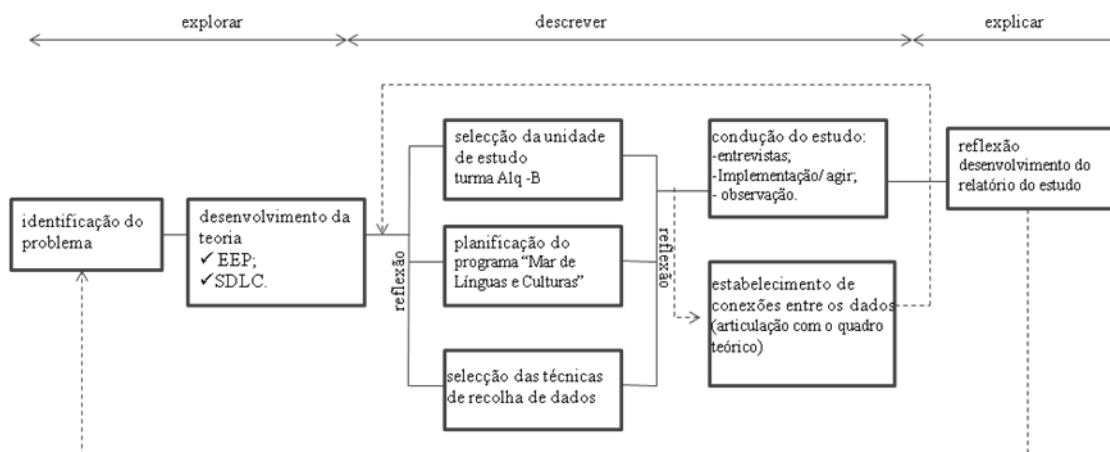 explorar
descrever
explicar
identificação do
problema
desenvolvimento da
teoria
✓ EEP;
✓SDLC.
reflexão
selecção da unidade
de estudo
turma A1q -B
planificação do
programa “Mar de
Línguas e Culturas”
selecção das técnicas
de recolha de dados
reflexão
condução do estudo:
-entrevistas;
-Implementação/ agir;
- observação.
estabelecimento de
conexões entre os dados
(articulação com o quadro
teórico)
reflexão
desenvolvimento do
relatório do estudo